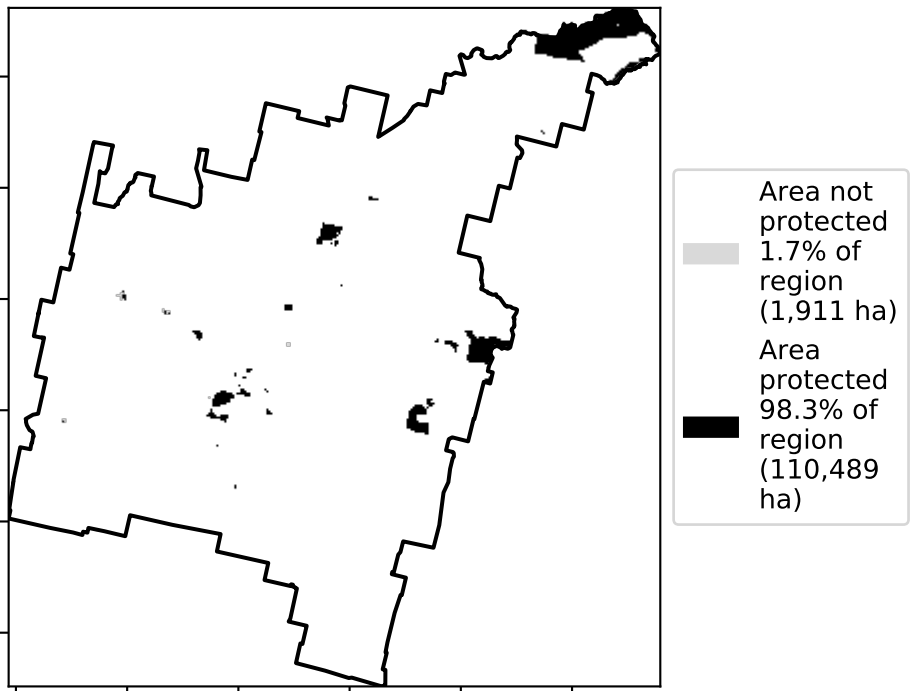 Area not
protected
1.7% of
region
(1,911 ha)
Area
protected
98.3% of
region
(110,489
ha)